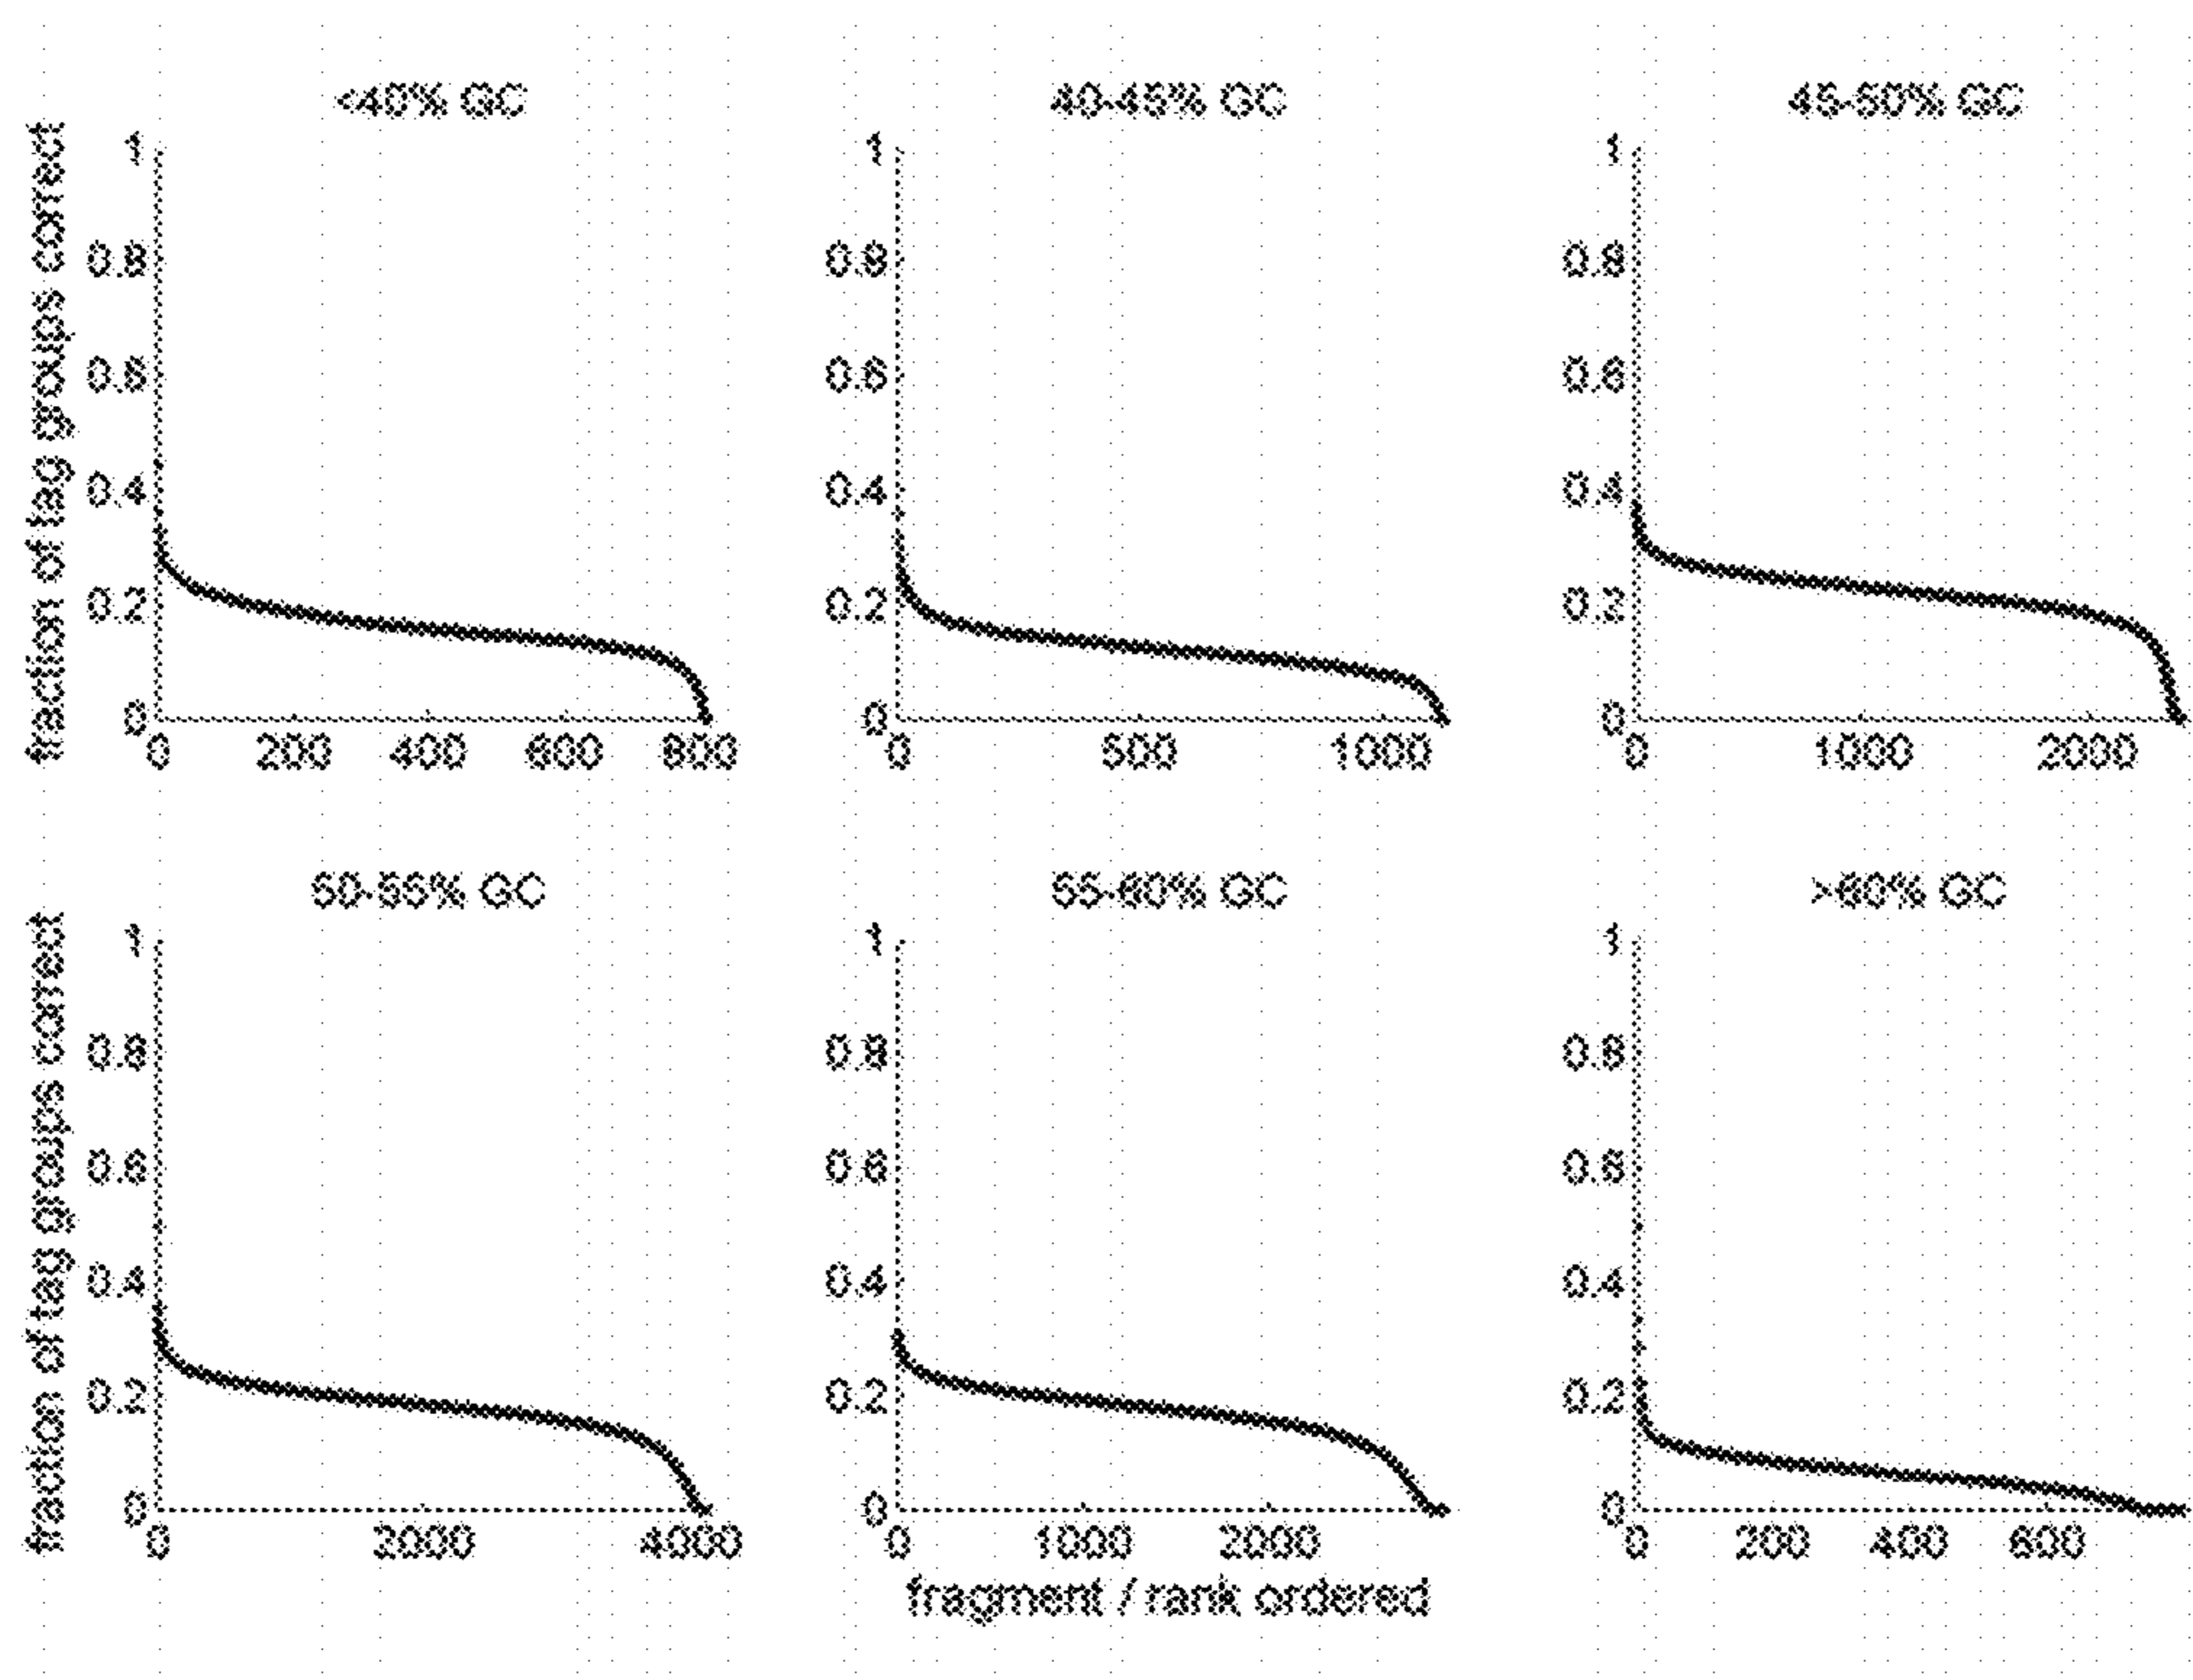 <40% GC
40-45% GC
45-50% GC
fraction of tag groups correct
1
0.8
0.6
0.4
0.2
0
0 200 400 600 800
1
0.8
0.6
0.4
0.2
0
0 500 1000
1
0.8
0.6
0.4
0.2
0
0 1000 2000
50-55% GC
55-60% GC
>60% GC
fraction of tag groups correct
1
0.8
0.6
0.4
0.2
0
0 2000 4000
1
0.8
0.6
0.4
0.2
0
0 1000 2000
1
0.8
0.6
0.4
0.2
0
0 200 400 600
fragment / rank ordered